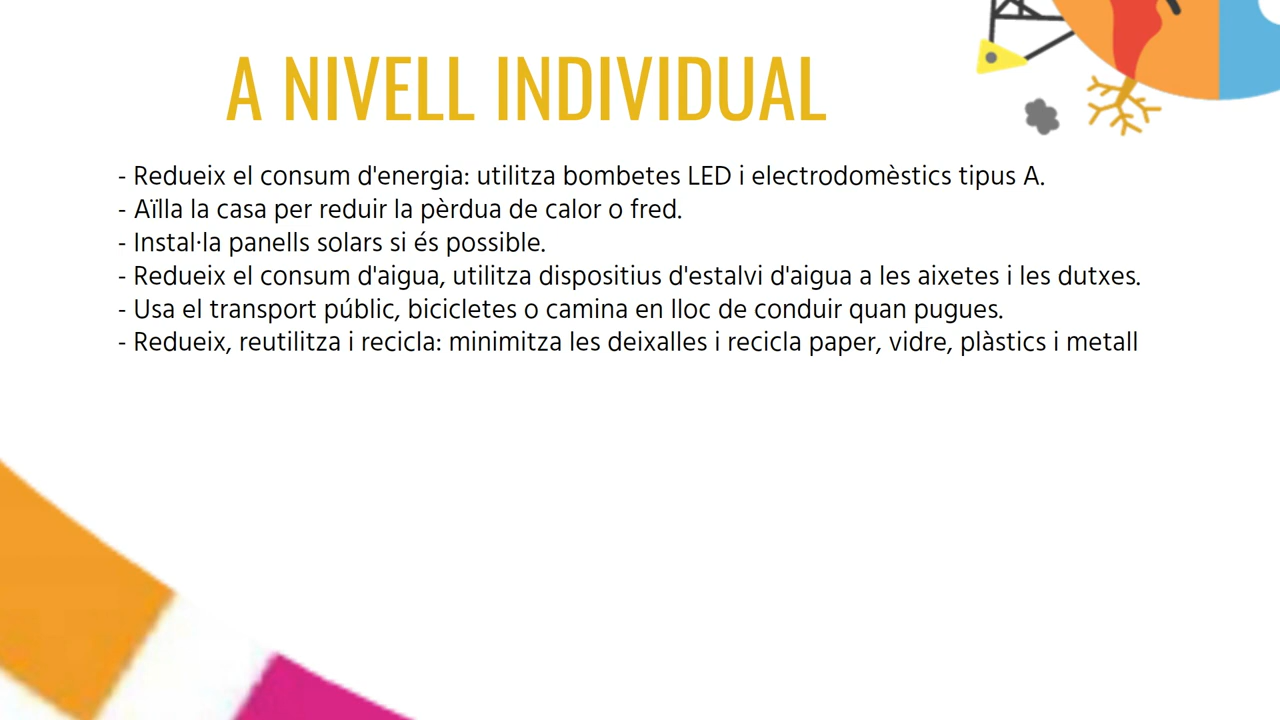 A NIVELL INDIVIDUAL
- Redueix el consum d'energia: utilitza bombetes LED i electrodomèstics tipus A.
- Aïlla la casa per reduir la pèrdua de calor o fred.
- Instal·la panells solars si és possible.
- Redueix el consum d'aigua, utilitza dispositius d'estalvi d'aigua a les aixetes i les dutxes.
- Usa el transport públic, bicicletes o camina en lloc de conduir quan pugues.
- Redueix, reutilitza i recicla: minimitza les deixalles i recicla paper, vidre, plàstics i metall